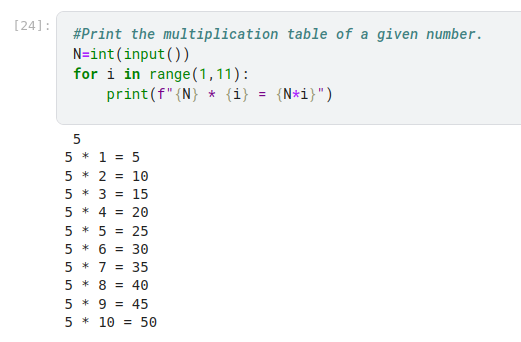 [24]:
#Print the multiplication table of a given number.
N=int(input())
for i in range(1,11):
    print(f"{N} * {i} = {N*i}")
5
5 * 1 = 5
5 * 2 = 10
5 * 3 = 15
5 * 4 = 20
5 * 5 = 25
5 * 6 = 30
5 * 7 = 35
5 * 8 = 40
5 * 9 = 45
5 * 10 = 50